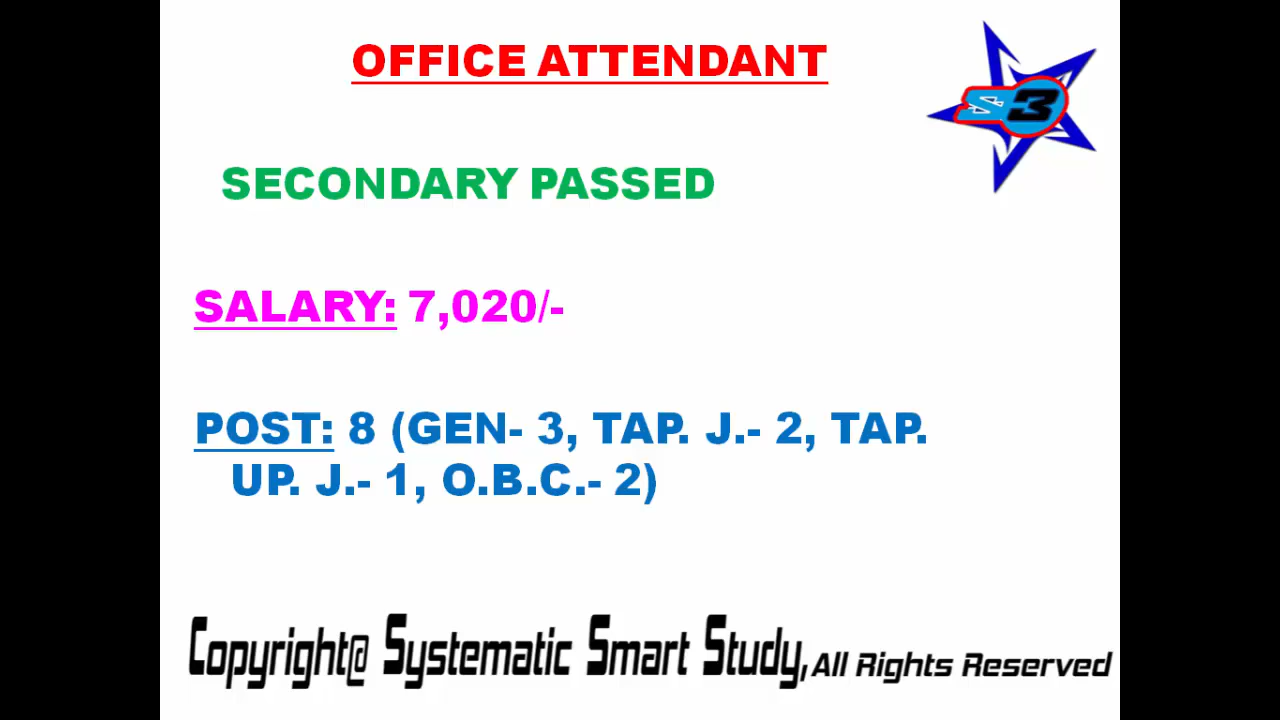 OFFICE ATTENDANT
S3
SECONDARY PASSED
SALARY: 7,020/-
POST: 8 (GEN- 3, TAP. J.- 2, TAP.
UP. J.- 1, O.B.C.- 2)
Copyright@ Systematic Smart Study, All Rights Reserved